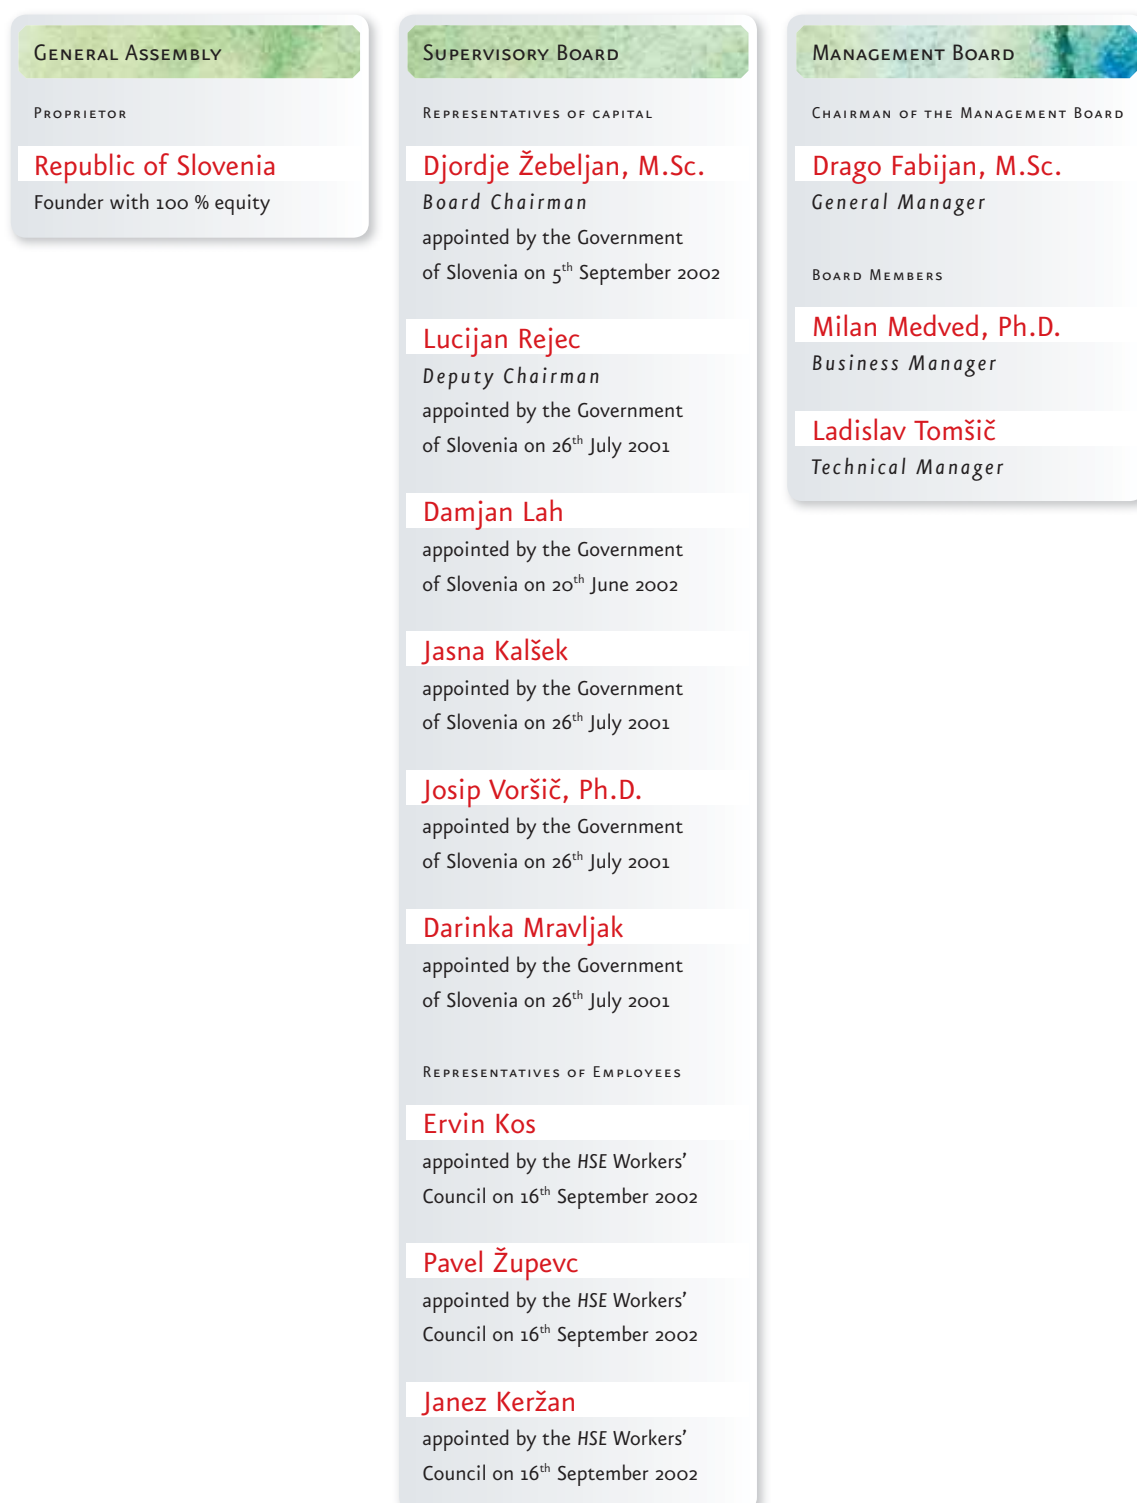 General Assembly
Proprietor
Republic of Slovenia
Founder with 100 % equity
Supervisory Board
Representatives of capital
Djordje Žebeljan, M.Sc.
Board Chairman
appointed by the Government
of Slovenia on 5th September 2002
Lucijan Rejec
Deputy Chairman
appointed by the Government
of Slovenia on 26th July 2001
Damjan Lah
appointed by the Government
of Slovenia on 20th June 2002
Jasna Kalšek
appointed by the Government
of Slovenia on 26th July 2001
Josip Voršič, Ph.D.
appointed by the Government
of Slovenia on 26th July 2001
Darinka Mravljak
appointed by the Government
of Slovenia on 26th July 2001
Representatives of Employees
Ervin Kos
appointed by the HSE Workers’
Council on 16th September 2002
Pavel Župevc
appointed by the HSE Workers’
Council on 16th September 2002
Janez Keržan
appointed by the HSE Workers’
Council on 16th September 2002
Management Board
Chairman of the Management Board
Drago Fabijan, M.Sc.
General Manager
Board Members
Milan Medved, Ph.D.
Business Manager
Ladislav Tomšič
Technical Manager